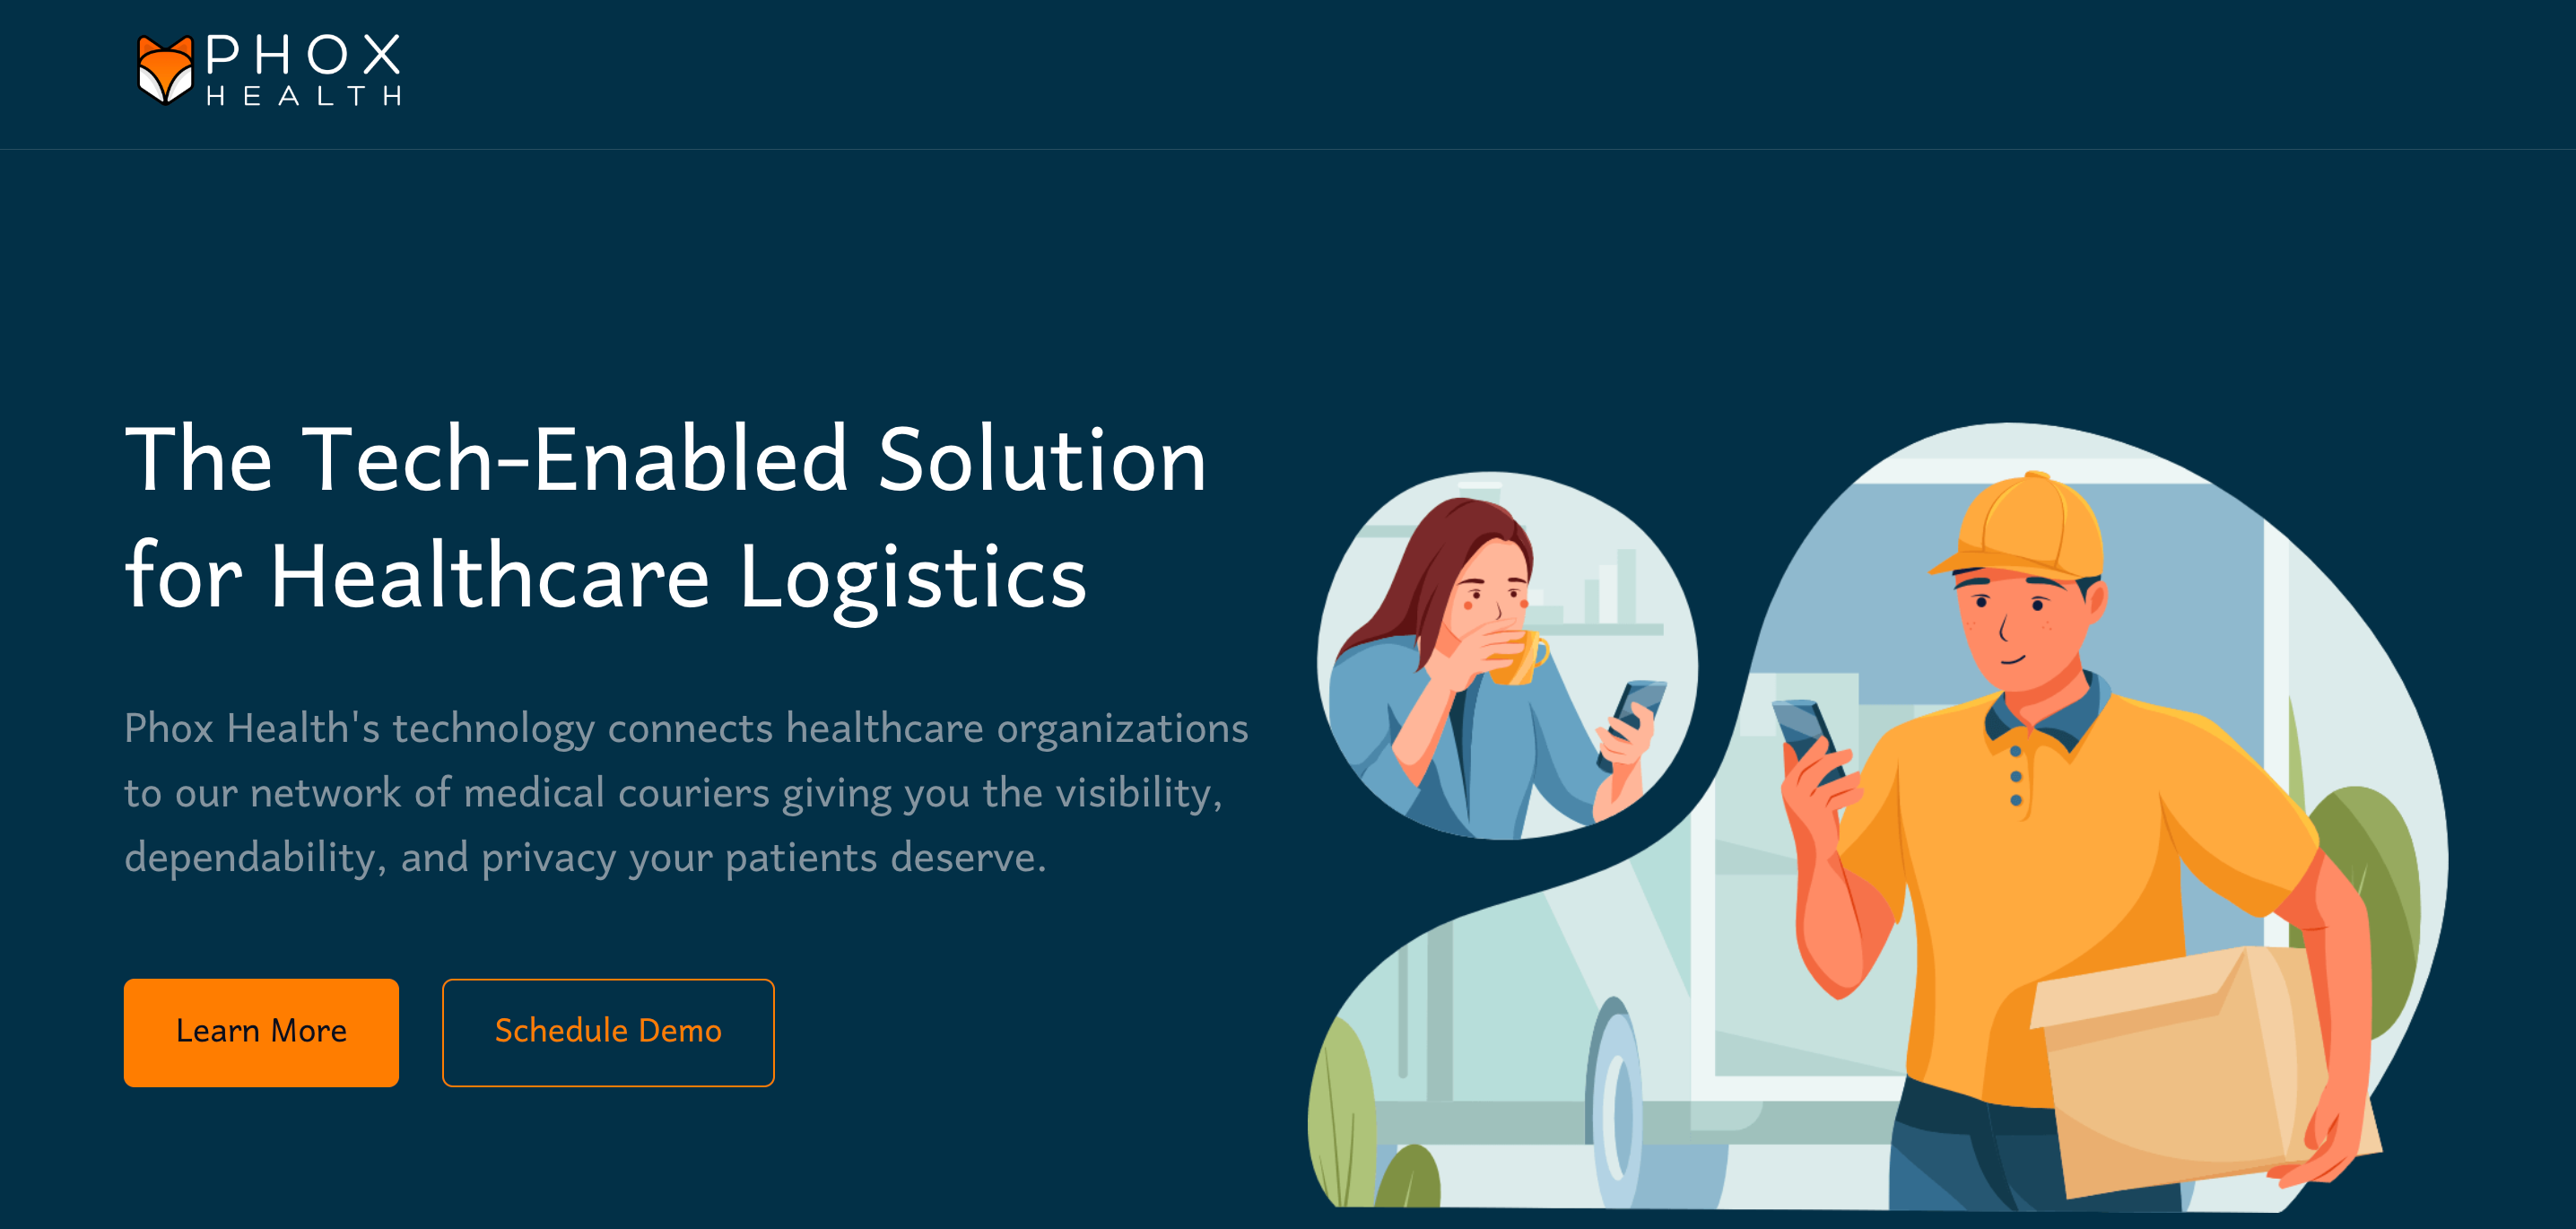 PHOX
HEALTH
The Tech-Enabled Solution
for Healthcare Logistics
Phox Health's technology connects healthcare organizations
to our network of medical couriers giving you the visibility,
dependability, and privacy your patients deserve.
Learn More
Schedule Demo